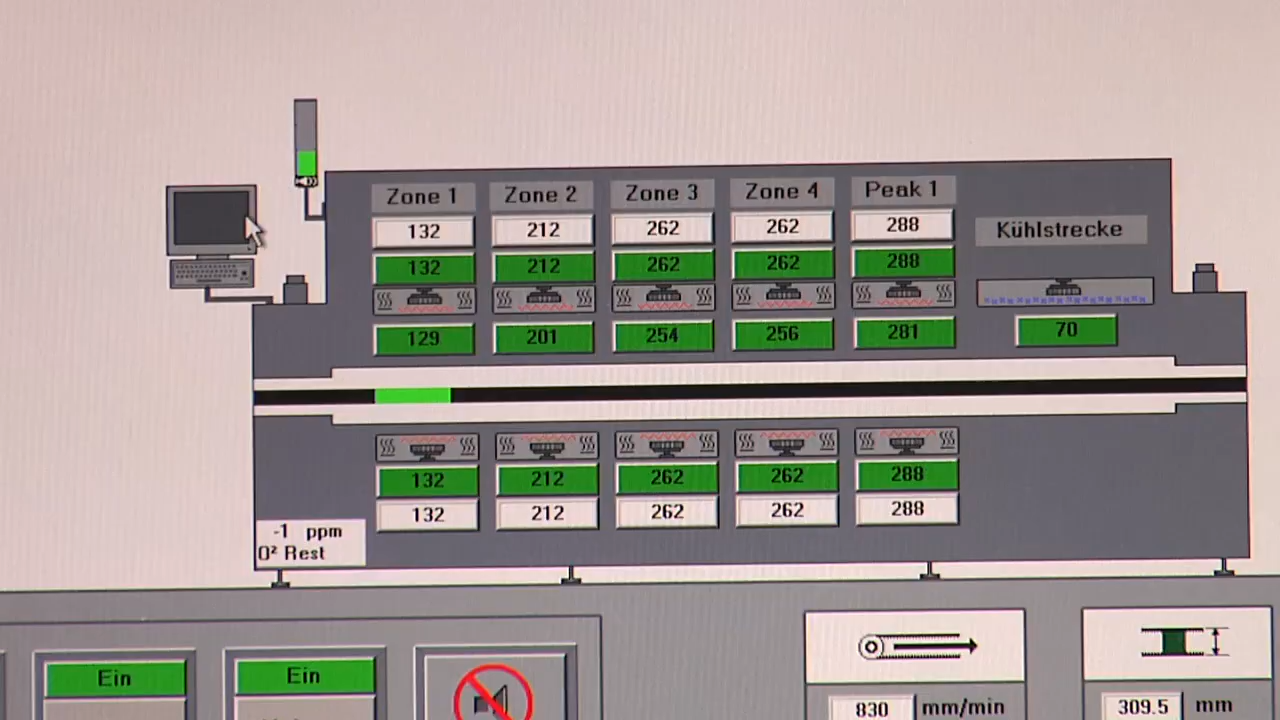 Zone 1 Zone 2 Zone 3 Zone 4 Peak 1
132 212 262 262 288
Kühlstrecke
132 212 262 262 288
129 201 254 256 281 70
132 212 262 262 288
132 212 262 262 288
-1 ppm
O² Rest
Ein Ein
830 mm/min 309.5 mm